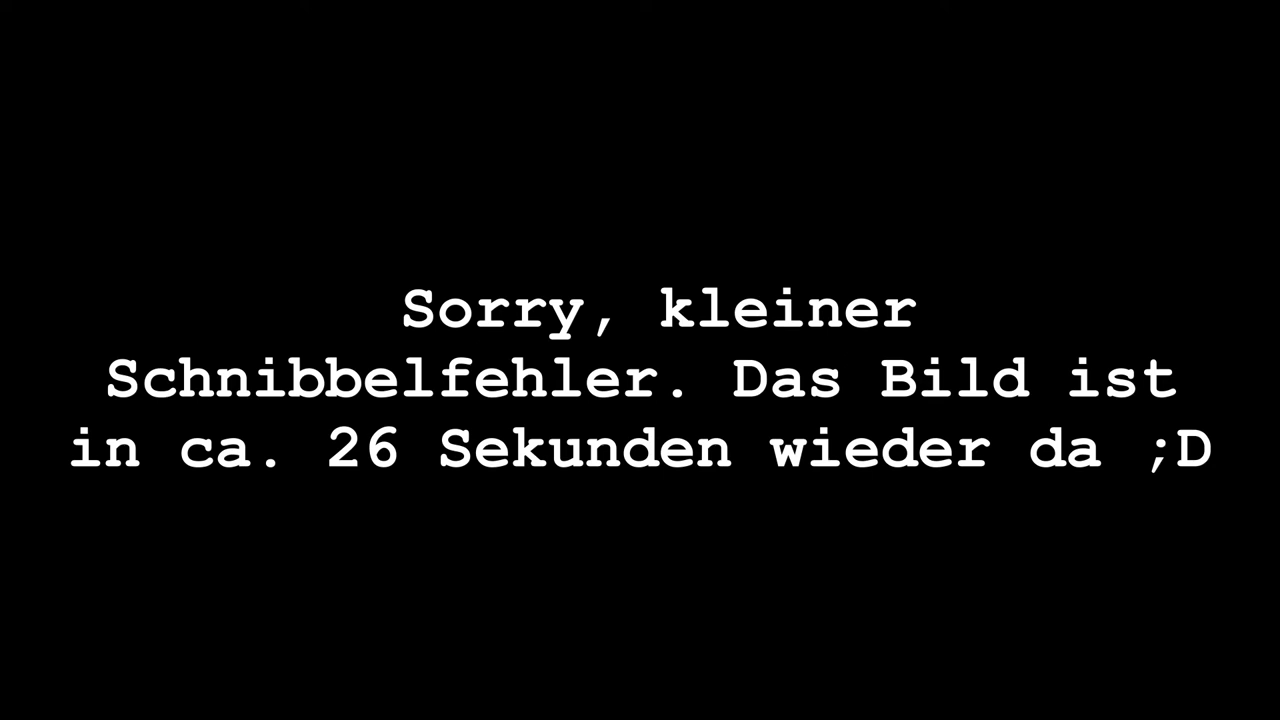 Sorry, kleiner
Schnibbelfehler. Das Bild ist
in ca. 26 Sekunden wieder da ;D